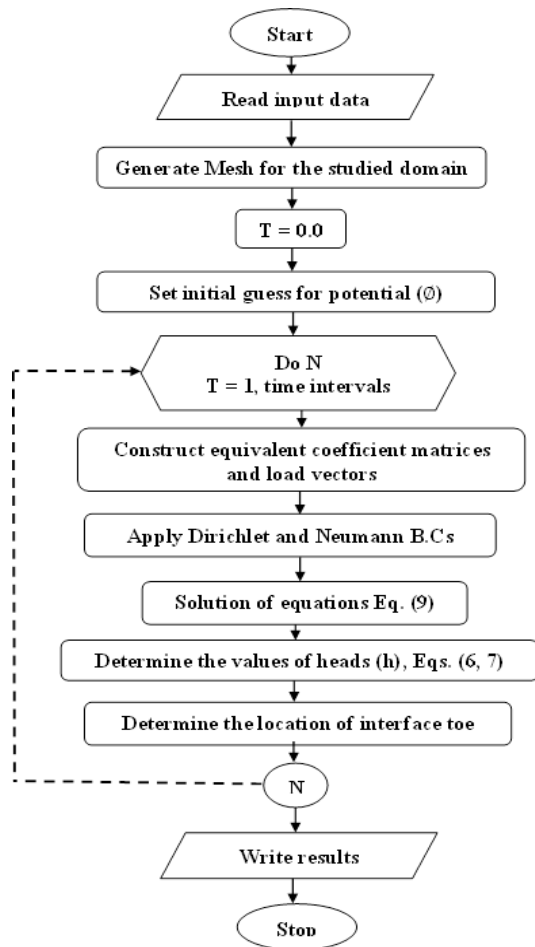 Start
Read input data
Generate Mesh for the studied domain
T = 0.0
Set initial guess for potential (Ø)
Do N
T = 1, time intervals
Construct equivalent coefficient matrices
and load vectors
Apply Dirichlet and Neumann B.Cs
Solution of equations Eq. (9)
Determine the values of heads (h), Eqs. (6, 7)
Determine the location of interface toe
N
Write results
Stop